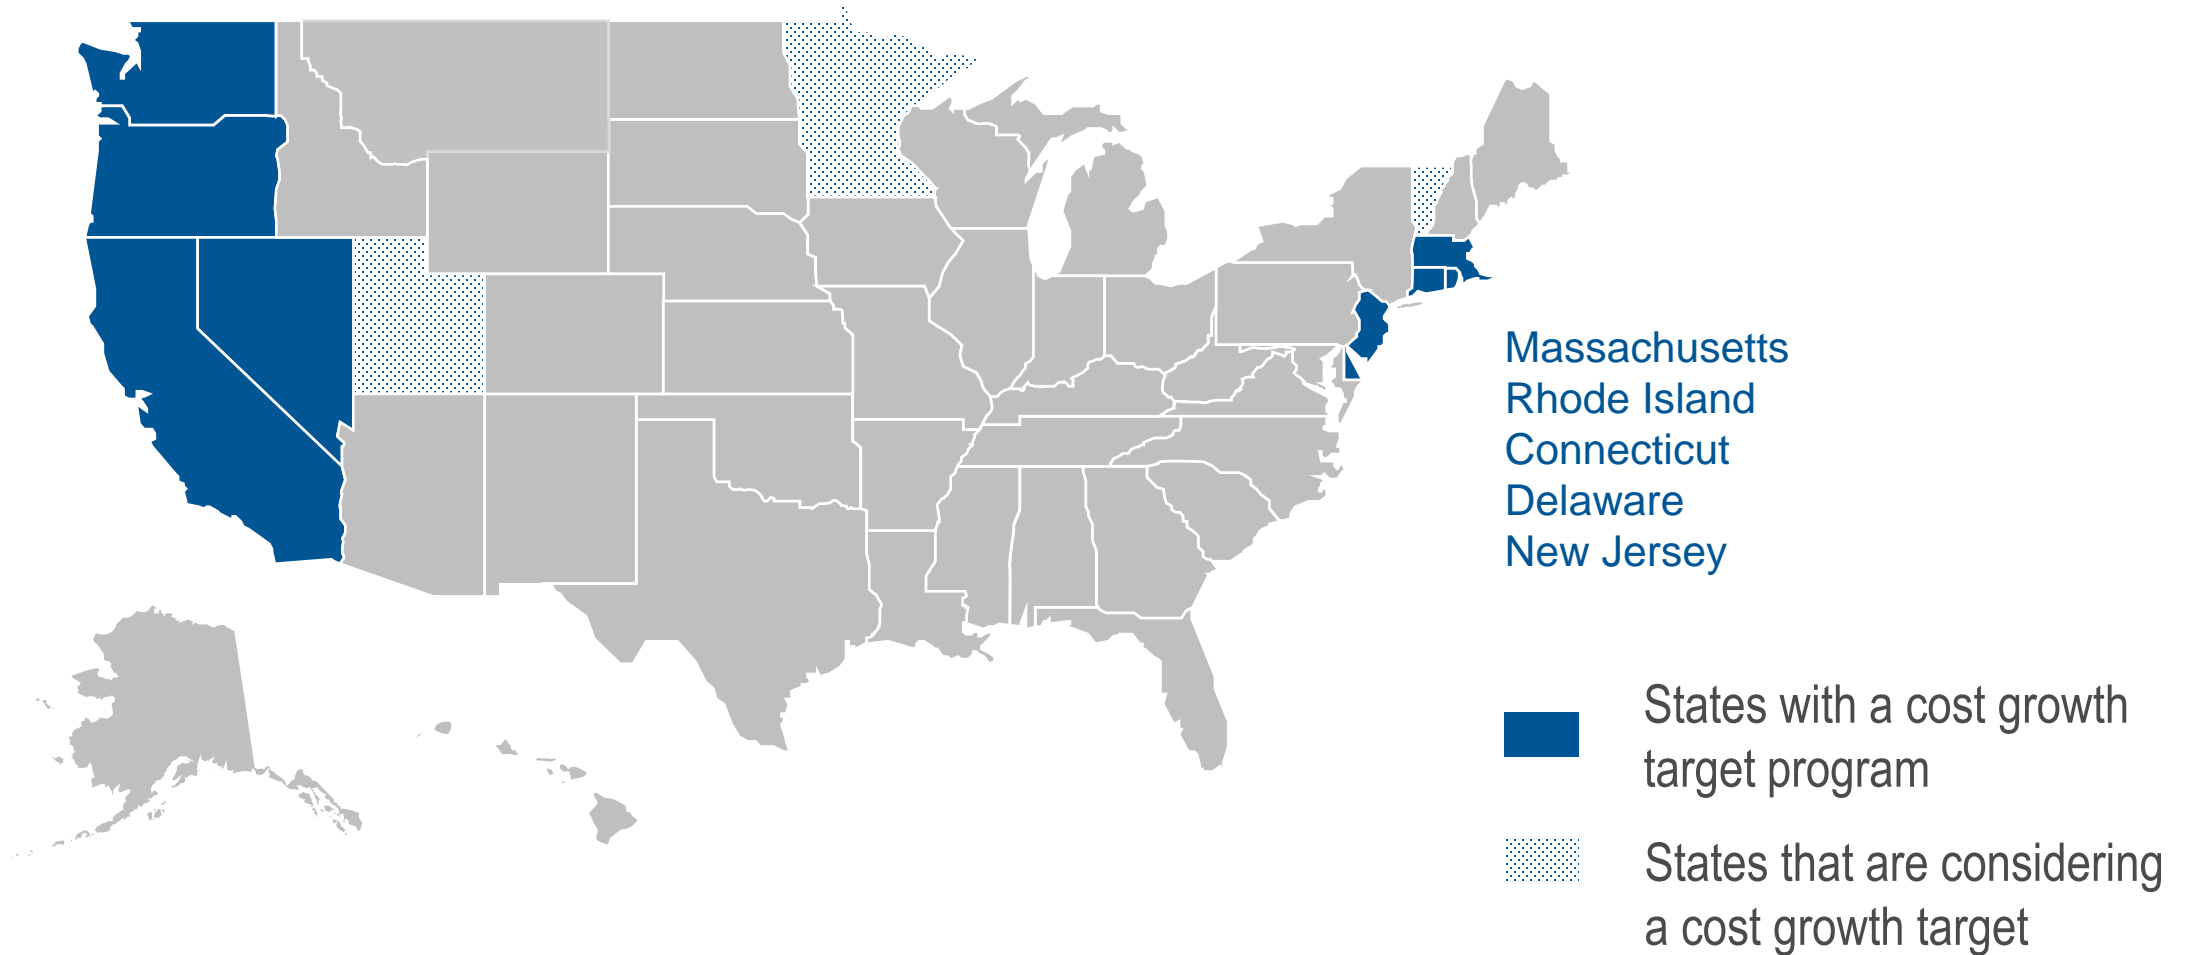 Massachusetts
Rhode Island
Connecticut
Delaware
New Jersey
States with a cost growth
target program
States that are considering
a cost growth target